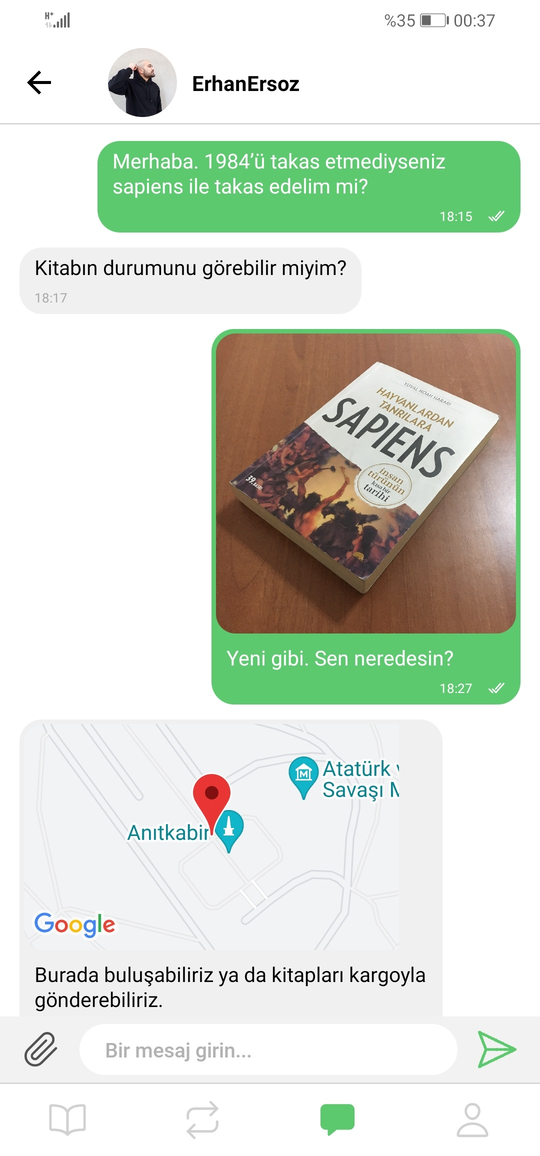 %35 00:37
ErhanErsoz
Merhaba. 1984'ü takas etmediyseniz
sapiens ile takas edelim mi?
18:15
Kitabın durumunu görebilir miyim?
18:17
YUVAL NOAH HARARI
HAYVANLARDAN
TANRILARA
SAPIENS
insan
türünün
kısa bir
tarihi
Yeni gibi. Sen neredesin?
18:27
Atatürk
Savaşı
Anıtkabir
Google
Burada buluşabiliriz ya da kitapları kargoyla
gönderebiliriz.
Bir mesaj girin...